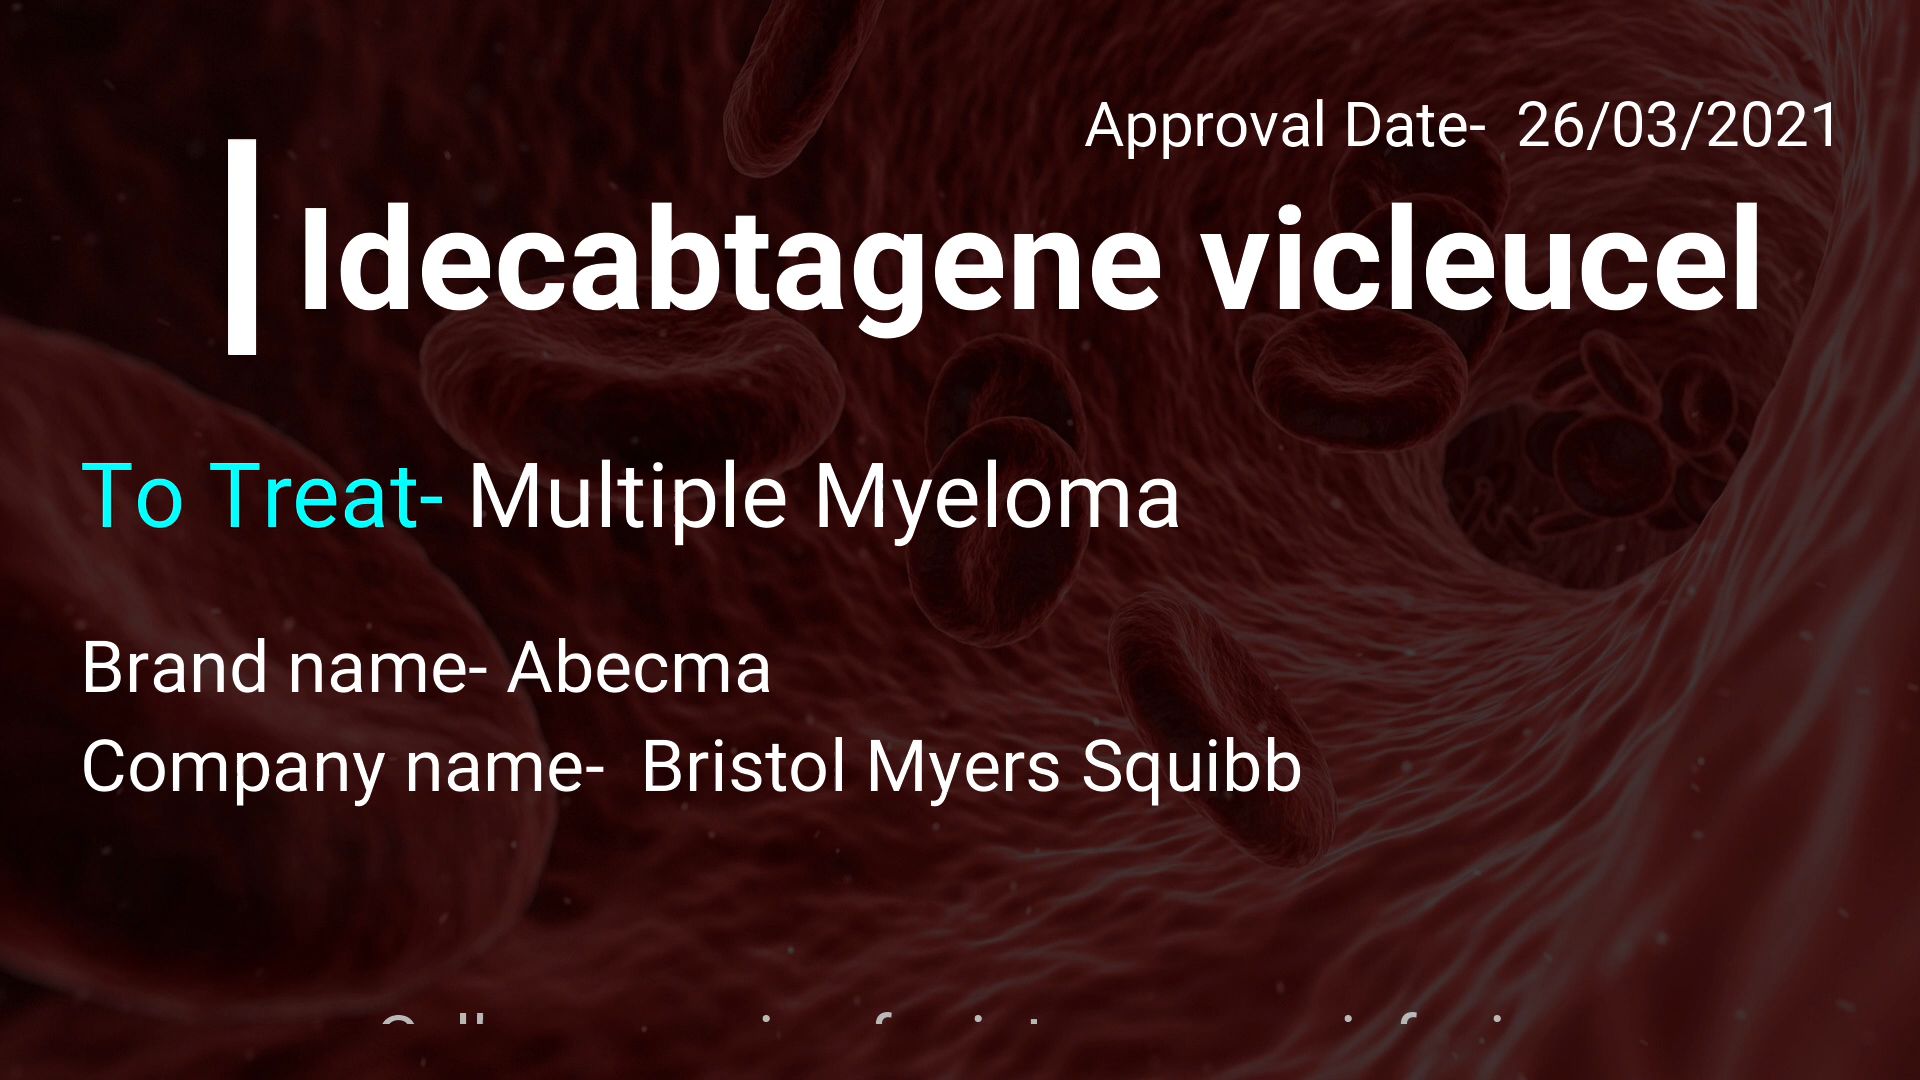 Approval Date- 26/03/2021
Idecabtagene vicleucel
To Treat- Multiple Myeloma
Brand name- Abecma
Company name- Bristol Myers Squibb